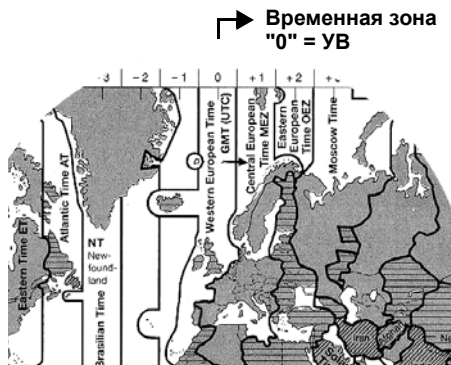 Временная зона
"0" = УВ
-3
-2
-1
0
+1
+2
Eastern Time ET
Atlantic Time AT
NT
New-
found-
land
Brasilian Time
Western European Time
GMT (UTC)
Central European
Time MEZ
Eastern
European
Time OEZ
Moscow Time
Iran